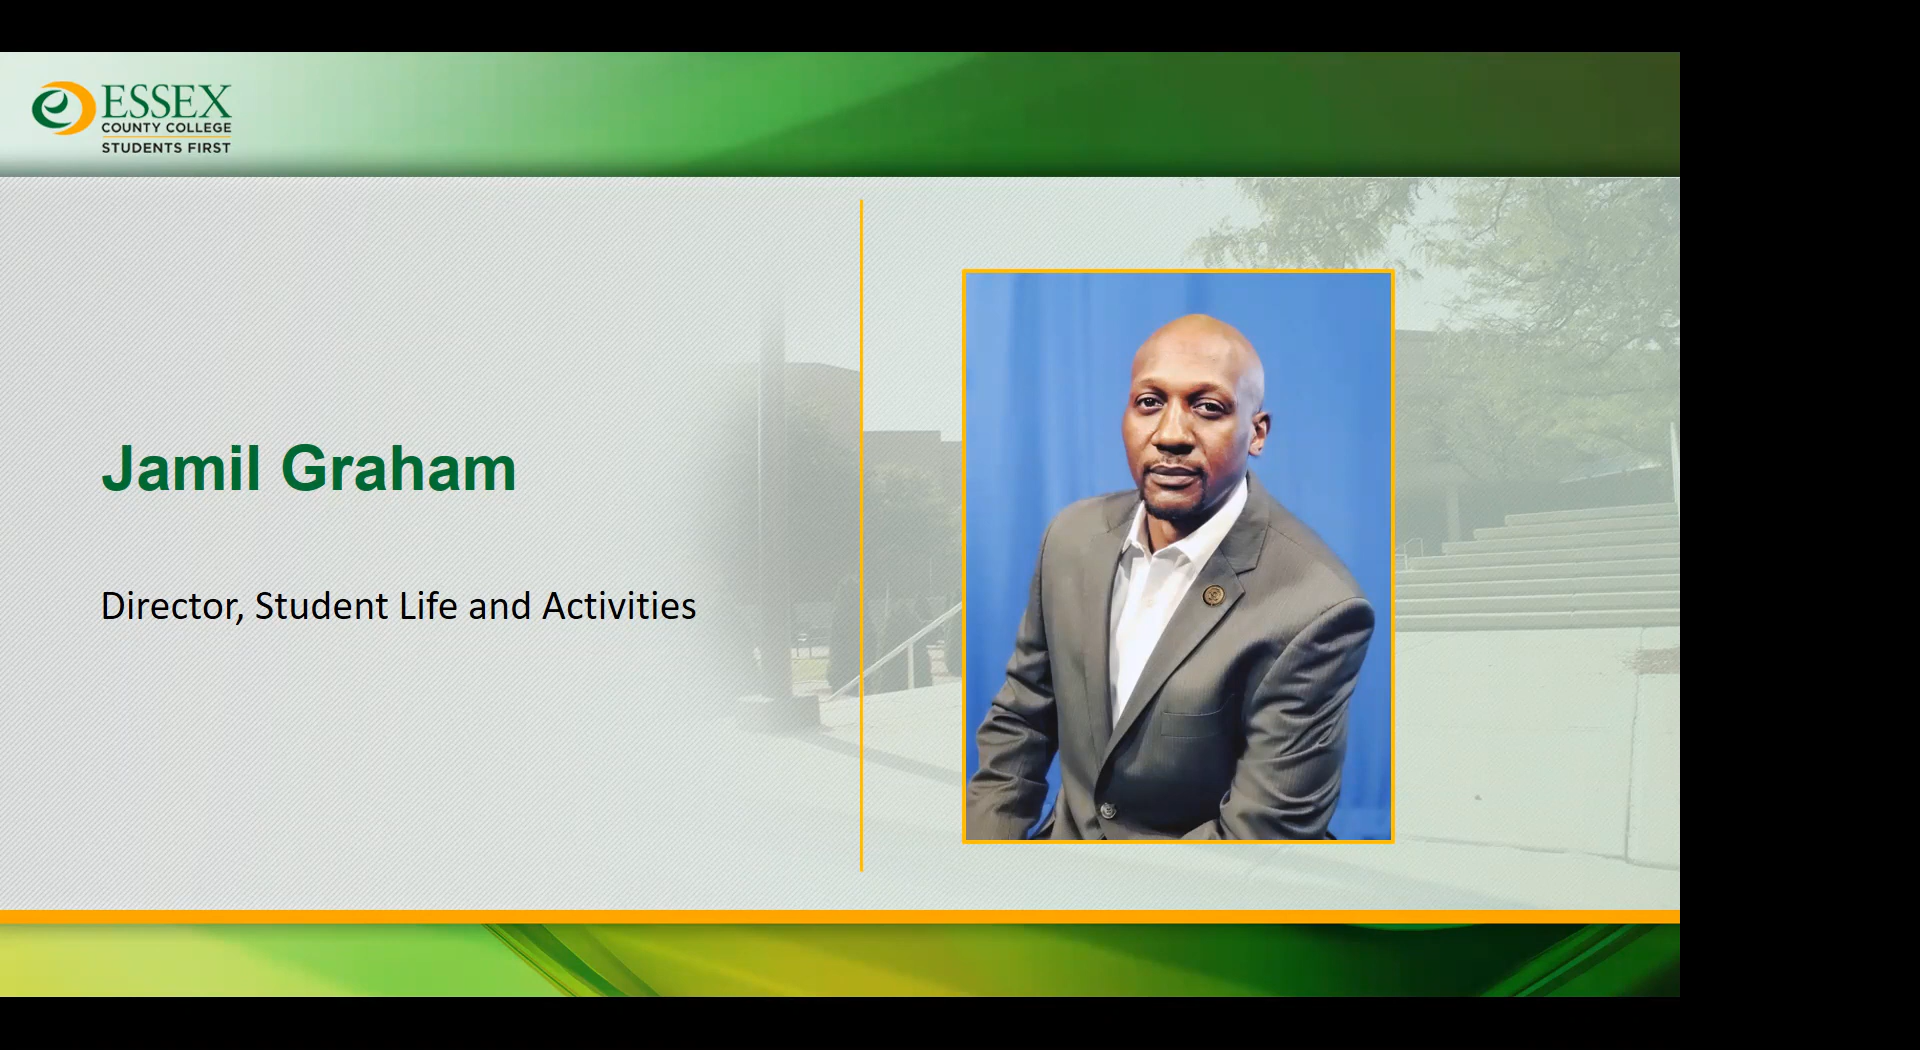 ESSEX
COUNTY COLLEGE
STUDENTS FIRST
Jamil Graham
Director, Student Life and Activities